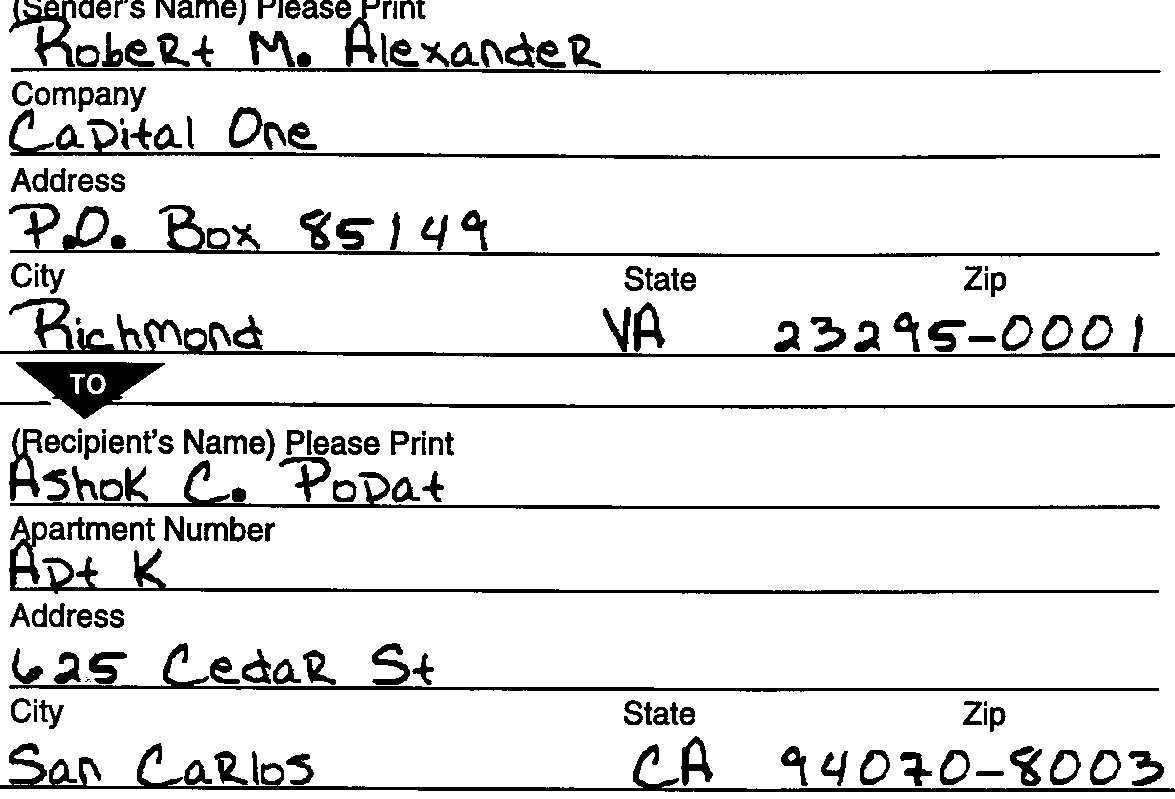 (Sender's Name) Please Print
Robert M. Alexander
Company
Capital One
Address
P.O. Box 85149
City State Zip
Richmond VA 23295-0001
TO
(Recipient's Name) Please Print
Ashok C. Popat
Apartment Number
Apt K
Address
625 Cedar St
City State Zip
San Carlos CA 94070-8003